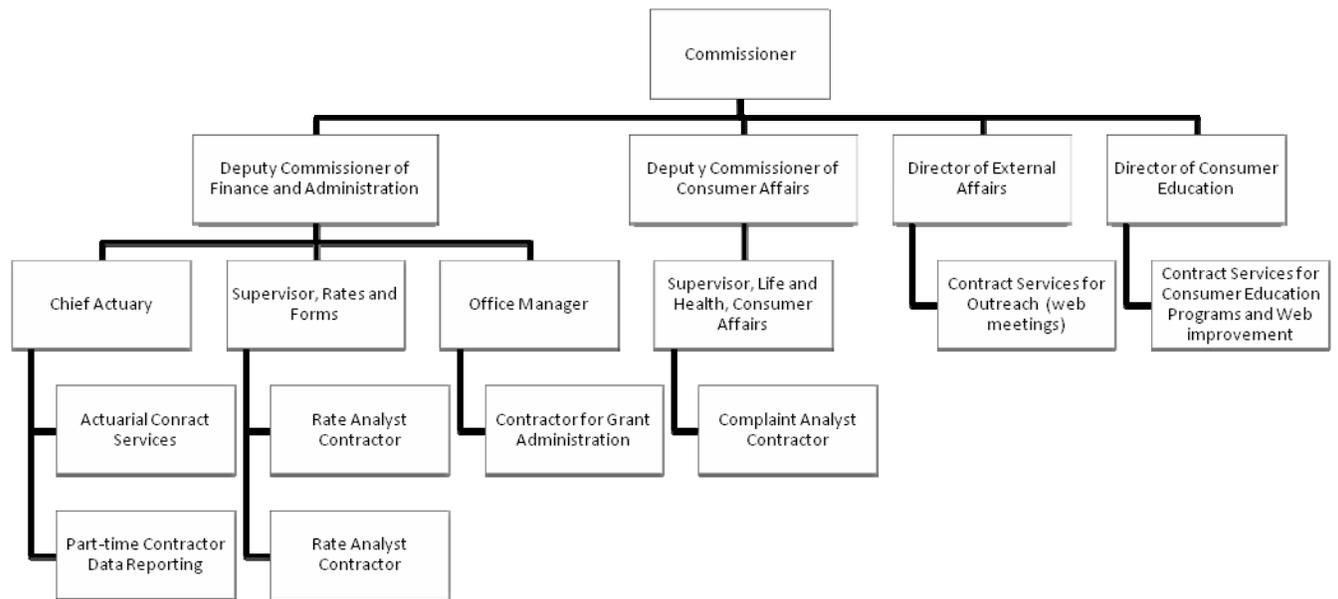 Commissioner
Deputy Commissioner of
Finance and Administration
Deputy Commissioner of
Consumer Affairs
Director of External
Affairs
Director of Consumer
Education
Chief Actuary
Supervisor, Rates and
Forms
Office Manager
Supervisor, Life and
Health, Consumer
Affairs
Contract Services for
Outreach (web
meetings)
Contract Services for
Consumer Education
Programs and Web
improvement
Actuarial Conract
Services
Rate Analyst
Contractor
Contractor for Grant
Administration
Complaint Analyst
Contractor
Part-time Contractor
Data Reporting
Rate Analyst
Contractor